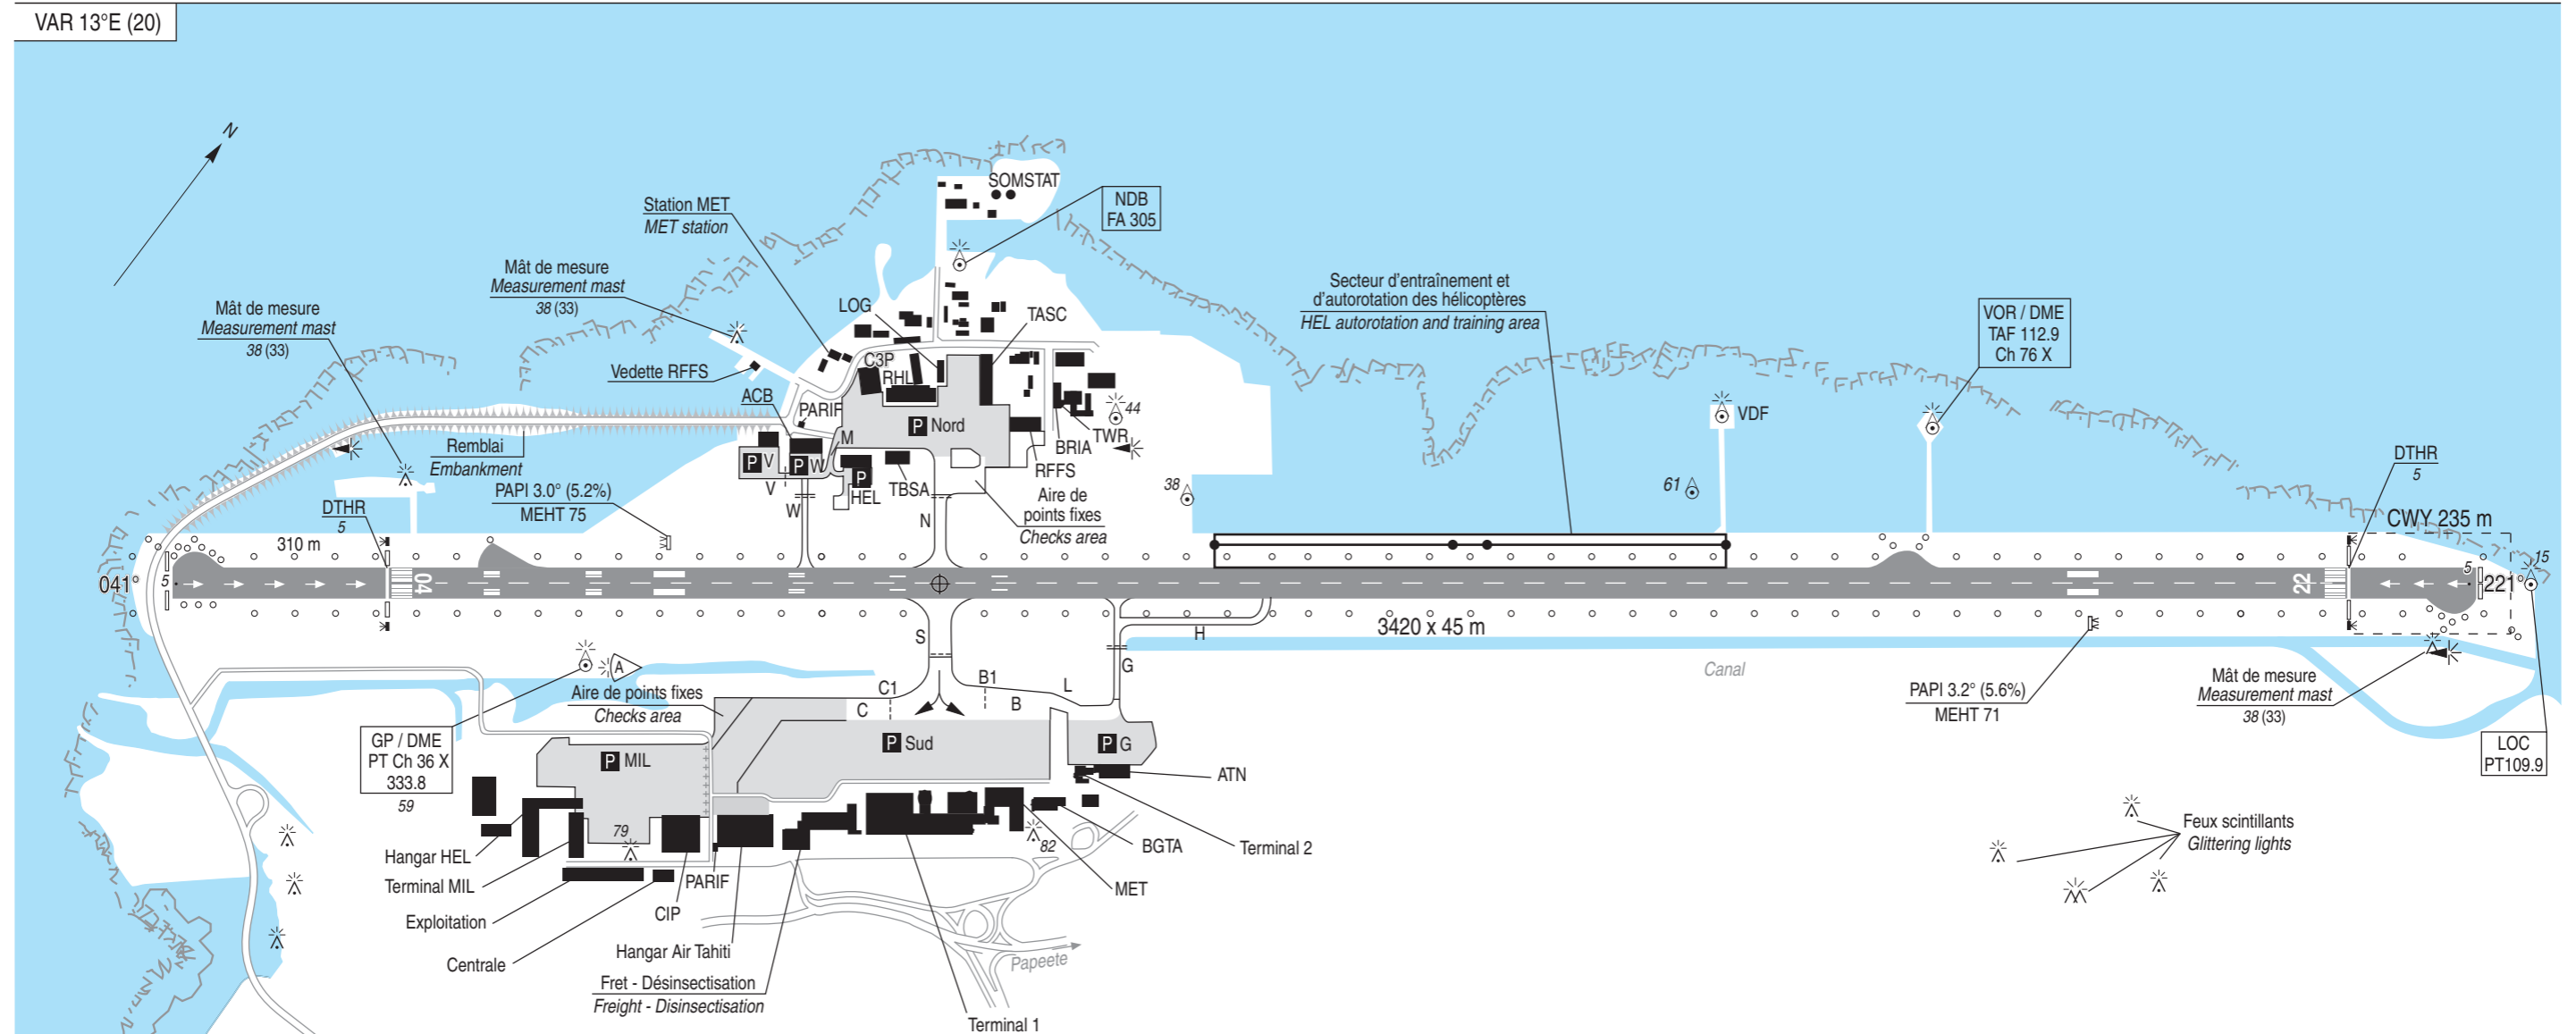 VAR 13°E (20)
N
SOMSTAT
NDB
FA 305
Station MET
MET station
Mât de mesure
Measurement mast
38 (33)
Mât de mesure
Measurement mast
38 (33)
LOG
TASC
Secteur d'entraînement et
d'autorotation des hélicoptères
HEL autorotation and training area
VOR / DME
TAF 112.9
Ch 76 X
Vedette RFFS
C3P
RHL
ACB
PARIF
44
VDF
P Nord
M
TWR
BRIA
RFFS
Remblai
Embankment
P V
P W
P
HEL
V
W
TBSA
N
Aire de
points fixes
Checks area
38
61
DTHR
5
PAPI 3.0° (5.2%)
MEHT 75
DTHR
5
310 m
CWY 235 m
15
041°
5
04
22
5
221°
3420 x 45 m
H
S
G
A
Canal
Aire de points fixes
Checks area
C1
C
B1
B
L
PAPI 3.2° (5.6%)
MEHT 71
Mât de mesure
Measurement mast
38 (33)
GP / DME
PT Ch 36 X
333.8
59
LOC
PT109.9
P MIL
P Sud
P G
ATN
79
82
Hangar HEL
Terminal MIL
Exploitation
Centrale
PARIF
CIP
Hangar Air Tahiti
Fret - Désinsectisation
Freight - Disinsectisation
Terminal 1
Papeete
MET
BGTA
Terminal 2
Feux scintillants
Glittering lights